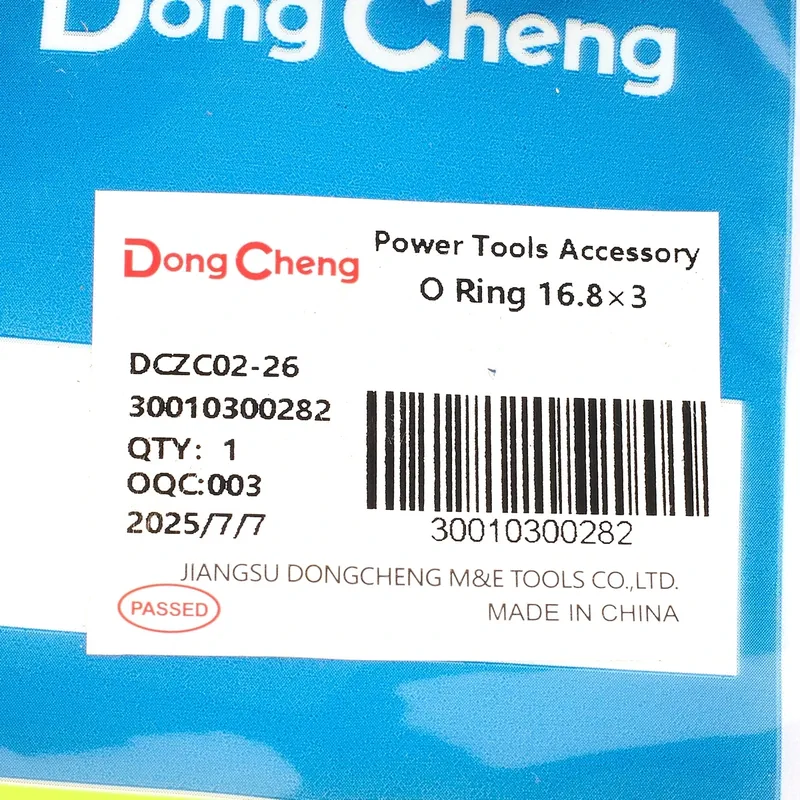 Dong Cheng
Dong Cheng
Power Tools Accessory
O Ring 16.8×3
DCZC02-26
30010300282
QTY: 1
OQC:003
2025/7/7
30010300282
JIANGSU DONGCHENG M&E TOOLS CO.,LTD.
PASSED
MADE IN CHINA